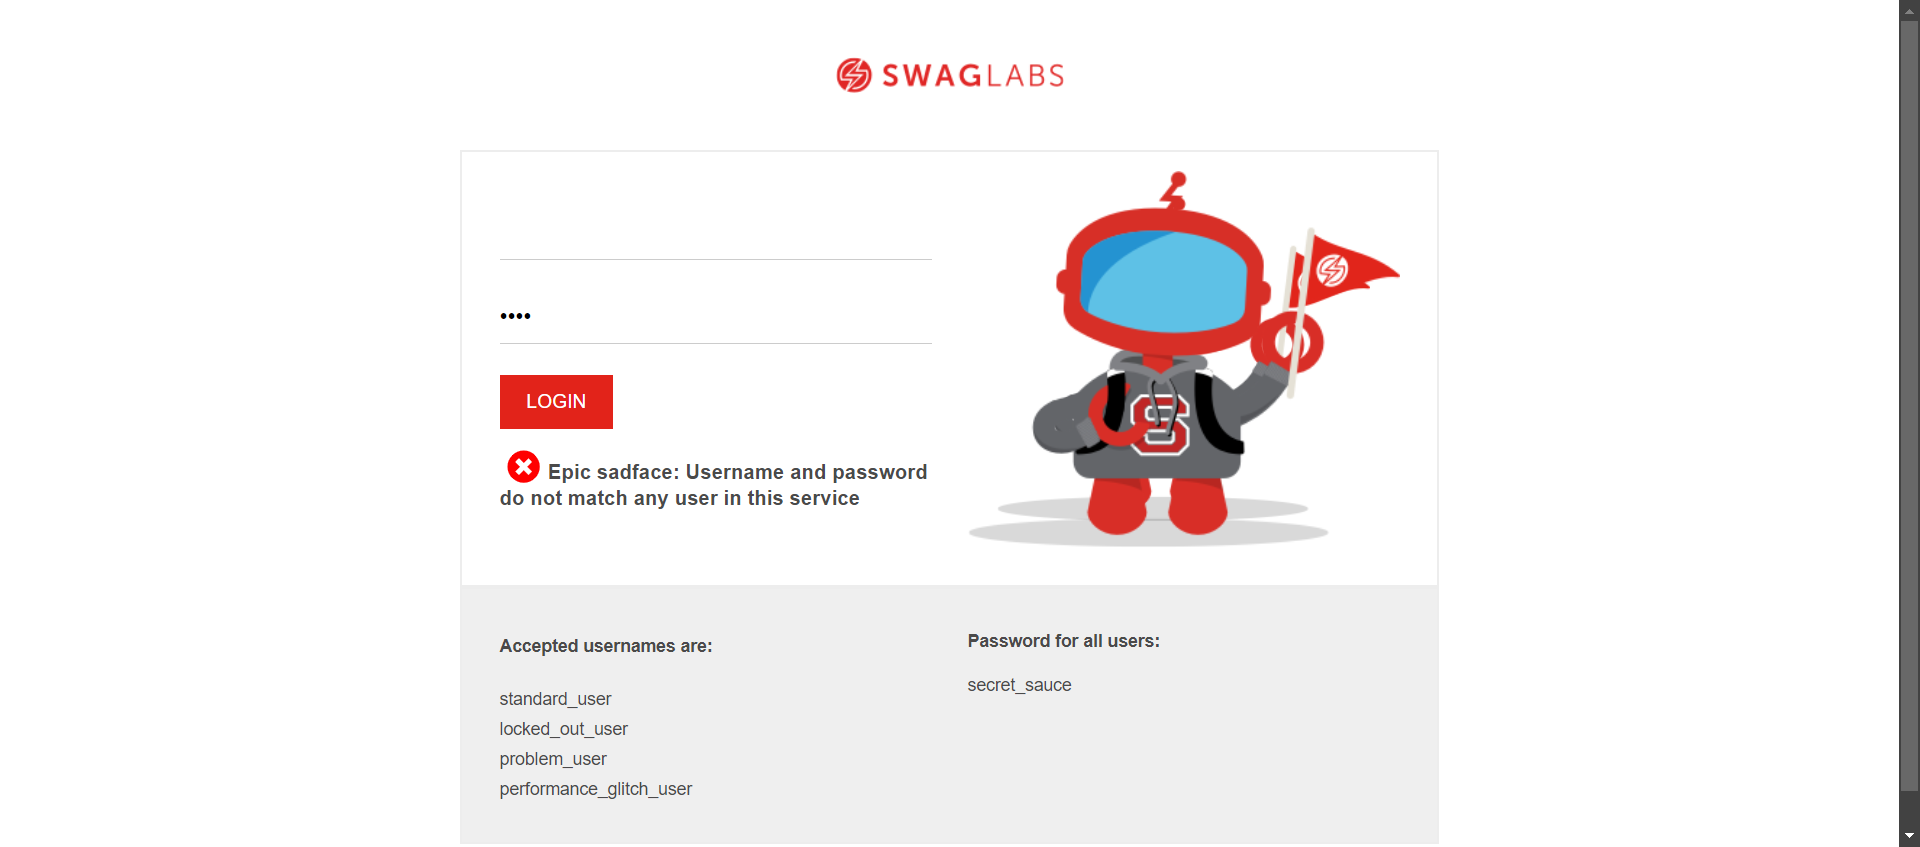 SWAGLABS
••••
LOGIN
Epic sadface: Username and password
do not match any user in this service
S
Accepted usernames are:
standard_user
locked_out_user
problem_user
performance_glitch_user
Password for all users:
secret_sauce